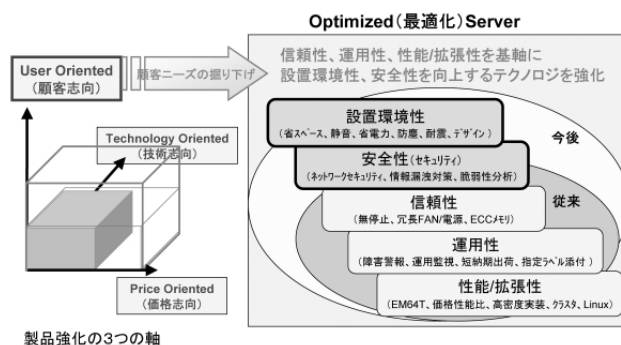 Optimized(最適化)Server
User Oriented
(顧客志向)
顧客ニーズの掘り下げ
信頼性、運用性、性能/拡張性を基軸に
設置環境性、安全性を向上するテクノロジを強化
Technology Oriented
(技術志向)
Price Oriented
(価格志向)
製品強化の3つの軸
設置環境性
(省スペース、静音、省電力、防塵、耐震、デザイン)
今後
安全性(セキュリティ)
(ネットワークセキュリティ、情報漏洩対策、脆弱性分析)
信頼性
(無停止、冗長FAN/電源、ECCメモリ)
従来
運用性
(障害警報、運用監視、短納期出荷、指定ラベル添付)
性能/拡張性
(EM64T、価格性能比、高密度実装、クラスタ、Linux)